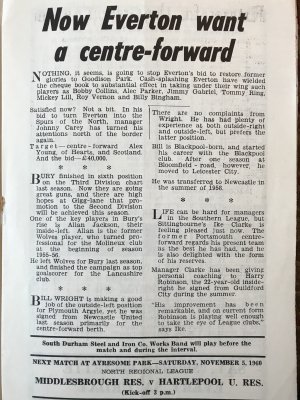 Now Everton want
a centre-forward
NOTHING, it seems, is going to stop Everton's bid to restore former
glories to Goodison Park. Cash-splashing Everton have wielded
the cheque book to substantial effect in taking under their wing such
players as Bobby Collins, Alec Parker, Jimmy Gabriel, Tommy Ring,
Mickey Lill, Roy Vernon and Billy Bingham.
Satisfied now? Not a bit. In his
bid to turn Everton into the
Spurs of the North, manager
Johnny Carey has turned his
attentions north of the border
again.
Target—centre-forward Alex
Young, of Hearts, and Scotland.
And the bid—£40,000.
* * *
BURY finished in sixth position
on the Third Division chart
last season. Now they are going
great guns, and there are high
hopes at Gigg-lane that pro-
motion to the Second Division
will be achieved this season.
One of the key players in Bury's
rise is Allan Jackson, their
inside-left. Allan is the former
Wolves player, who turned pro-
fessional for the Molineux club
at the beginning of season
1955-56.
He left Wolves for Bury last season,
and finished the campaign as top
goalscorer for the Lancashire
club.
* * *
BILL WRIGHT is making a good
job of the outside-left position
for Plymouth Argyle, yet he was
signed from Newcastle United
last season primarily for the
centre-forward berth.
There are no complaints from
Wright. He has had plenty of
experience at both inside-right
and outside-left, but prefers the
latter position.
Bill is Blackpool-born, and started
his career with the Blackpool
club. After one season at
Bloomfield-road, however, he
moved to Leicester City.
He was transferred to Newcastle in
the summer of 1958.
* * *
LIFE can be hard for managers
in the Southern League, but
Sittingbourne's Ike Clarke is
feeling pleased just now. The
former Portsmouth centre-
forward regards his present team
as the best he has had, and he
is also delighted with the form
of his reserves.
Manager Clarke has been giving
personal coaching to Barry
Robinson, the 22-year-old inside-
right he signed from Guildford
City during the summer.
"His improvement has been
remarkable, and on current form
Robinson is playing well enough
to take the eye of League clubs,"
says Ike.
South Durham Steel and Iron Co. Works Band will play before the
match and during the interval.
NEXT MATCH AT AYRESOME PARK—SATURDAY, NOVEMBER 5, 1960
NORTH REGIONAL LEAGUE
MIDDLESBROUGH RES. v HARTLEPOOL U. RES.
(Kick-off 3 p.m.)